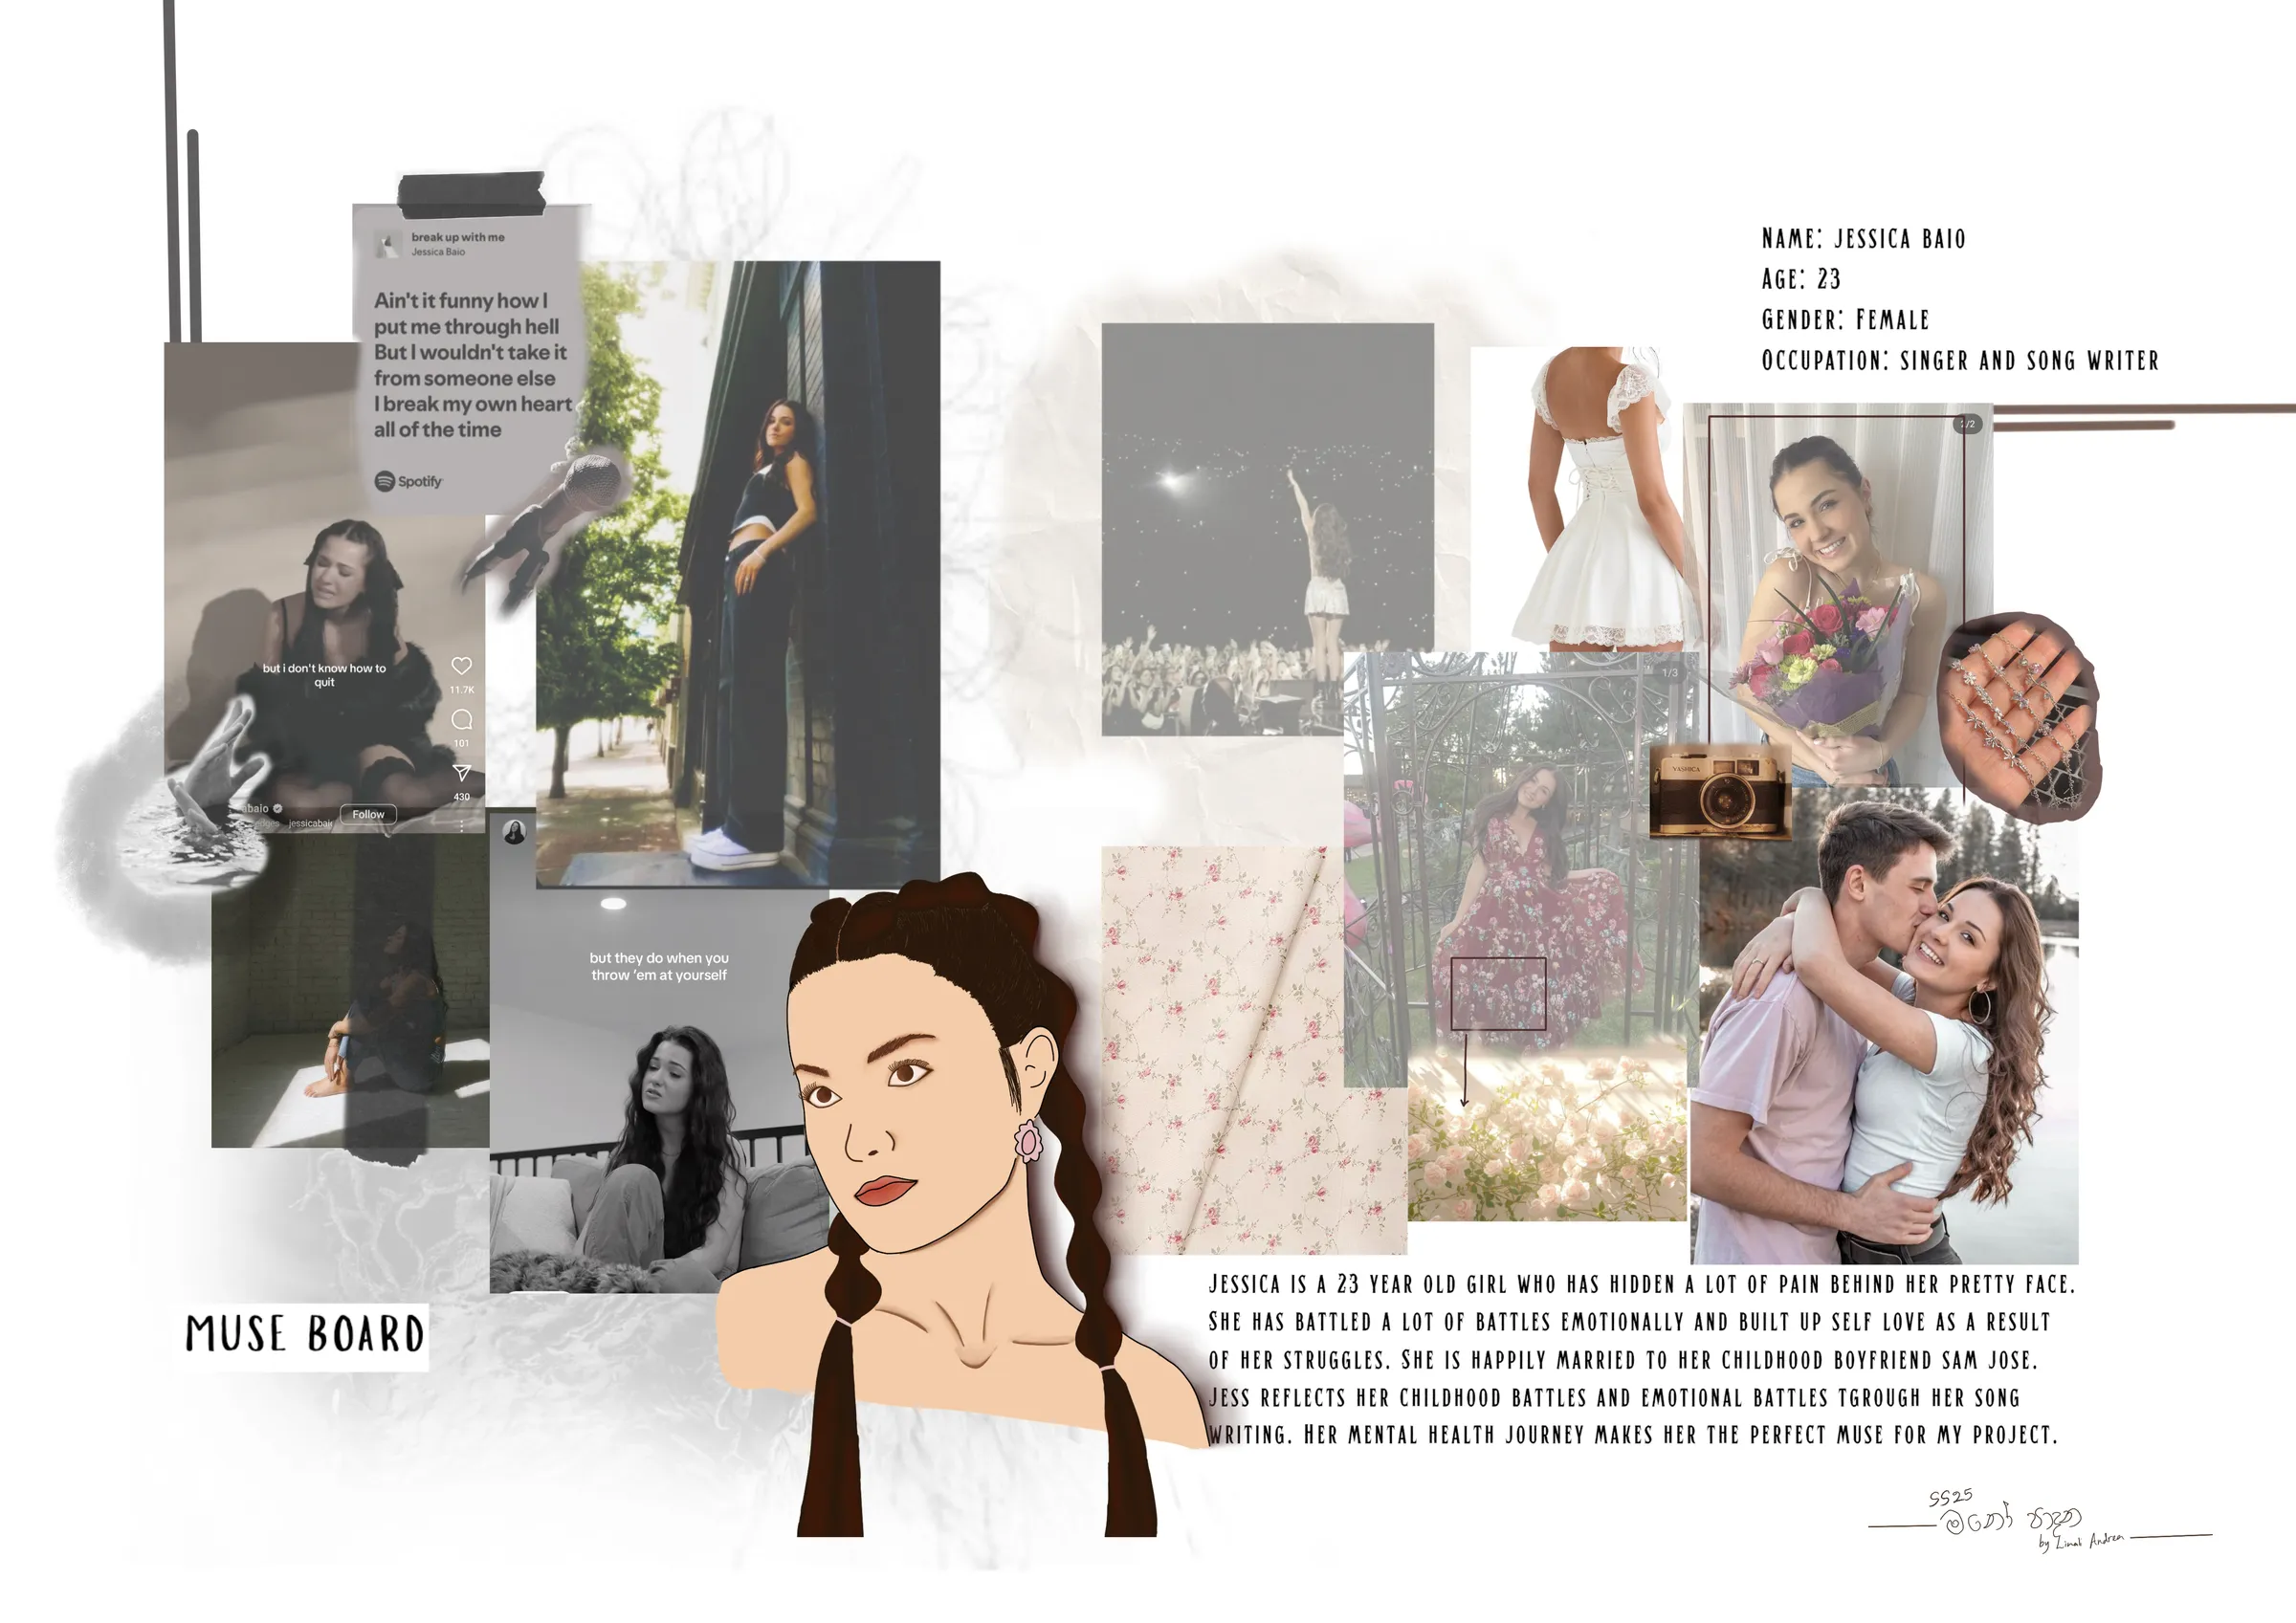 break up with me
Jessica Baio
Ain't it funny how I
put me through hell
But I wouldn't take it
from someone else
I break my own heart
all of the time
Spotify
but i don't know how to
quit
11.7K
101
430
baio
Follow
jessicabai
but they do when you
throw 'em at yourself
MUSE BOARD
NAME: JESSICA BAIO
AGE: 23
GENDER: FEMALE
OCCUPATION: SINGER AND SONG WRITER
2/2
1/3
YASHICA
JESSICA IS A 23 YEAR OLD GIRL WHO HAS HIDDEN A LOT OF PAIN BEHIND HER PRETTY FACE.
SHE HAS BATTLED A LOT OF BATTLES EMOTIONALLY AND BUILT UP SELF LOVE AS A RESULT
OF HER STRUGGLES. SHE IS HAPPILY MARRIED TO HER CHILDHOOD BOYFRIEND SAM JOSE.
JESS REFLECTS HER CHILDHOOD BATTLES AND EMOTIONAL BATTLES TGROUGH HER SONG
WRITING. HER MENTAL HEALTH JOURNEY MAKES HER THE PERFECT MUSE FOR MY PROJECT.
SS25
by